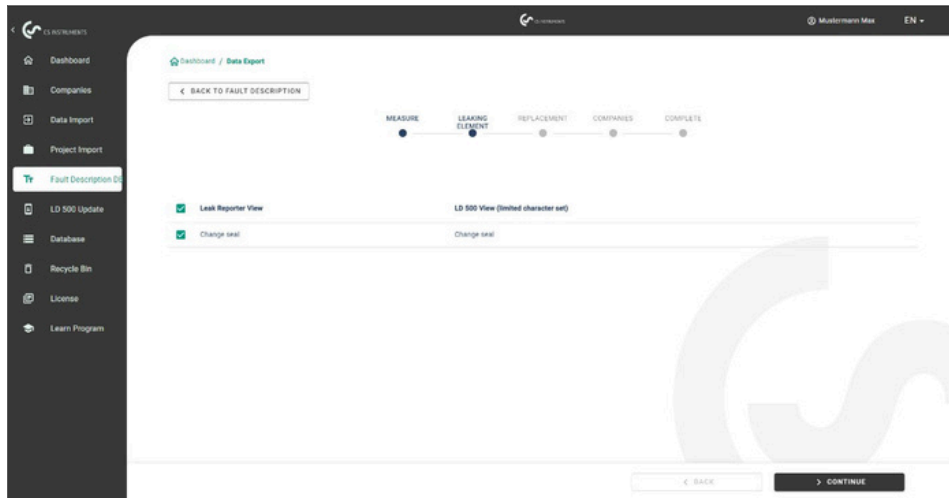 CS INSTRUMENTS
CS INSTRUMENTS
Mustermann Max
EN
Dashboard
Companies
Data Import
Project Import
Fault Description DE
LD 500 Update
Database
Recycle Bin
License
Learn Program
Dashboard / Data Export
< BACK TO FAULT DESCRIPTION
MEASURE
LEAKING
ELEMENT
REPLACEMENT
COMPANIES
COMPLETE
Leak Reporter View
LD 500 View (limited character set)
Change seal
Change seal
< BACK
> CONTINUE